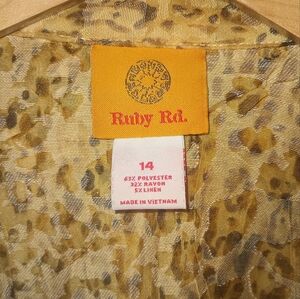 Ruby Rd.
14
63% POLYESTER
32% RAYON
5% LINEN
MADE IN VIETNAM